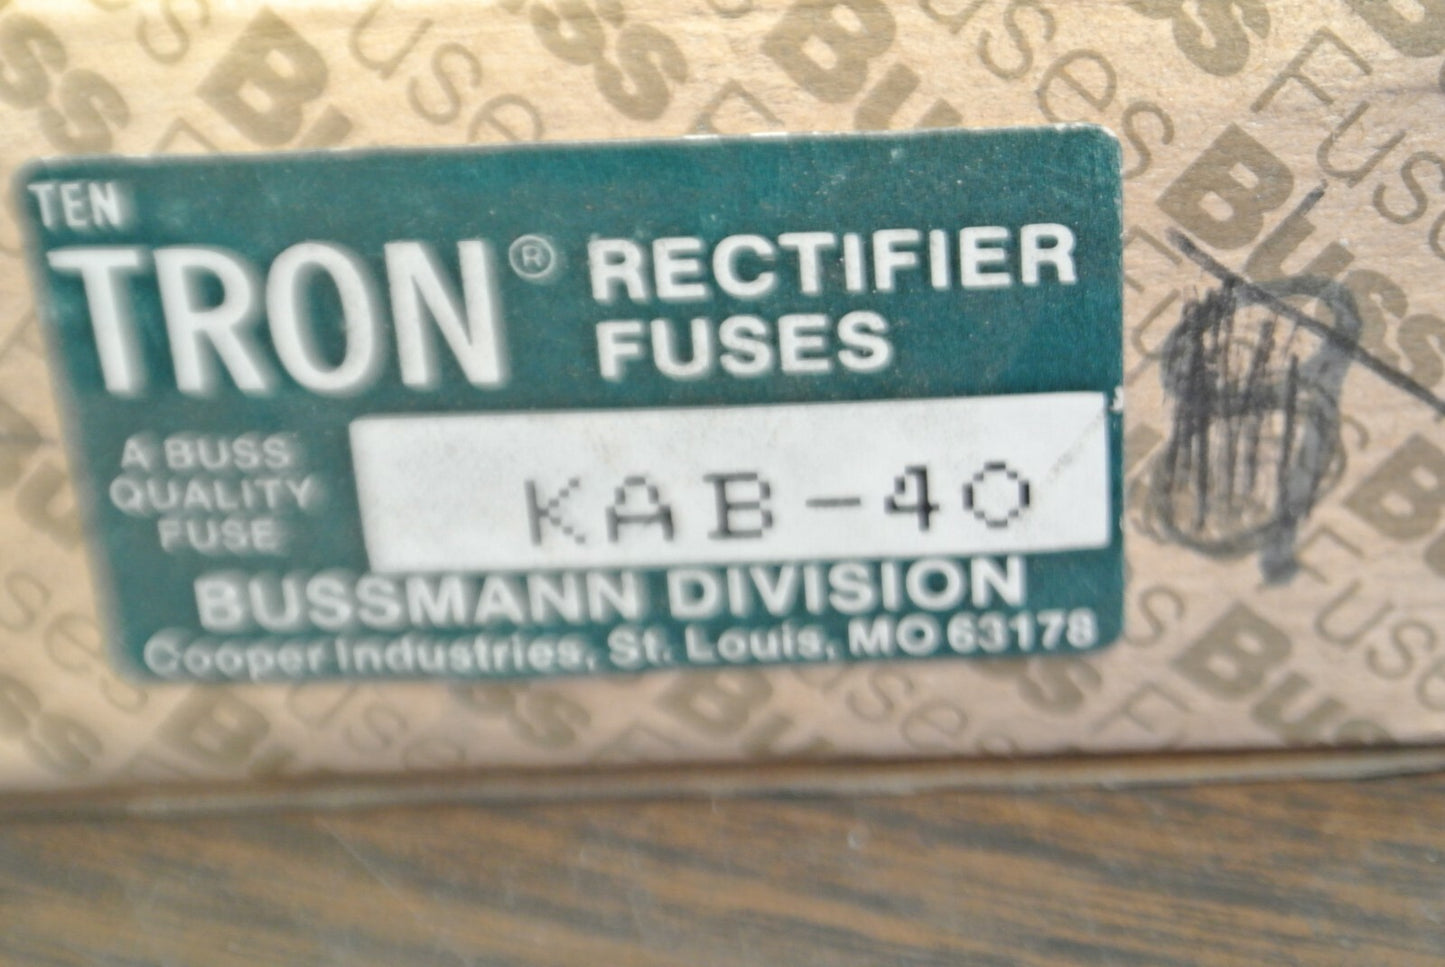 TEN
TRON® RECTIFIER
FUSES
A BUSS
QUALITY
FUSE
KAB-40
BUSSMANN DIVISION
Cooper Industries, St. Louis, MO 63178